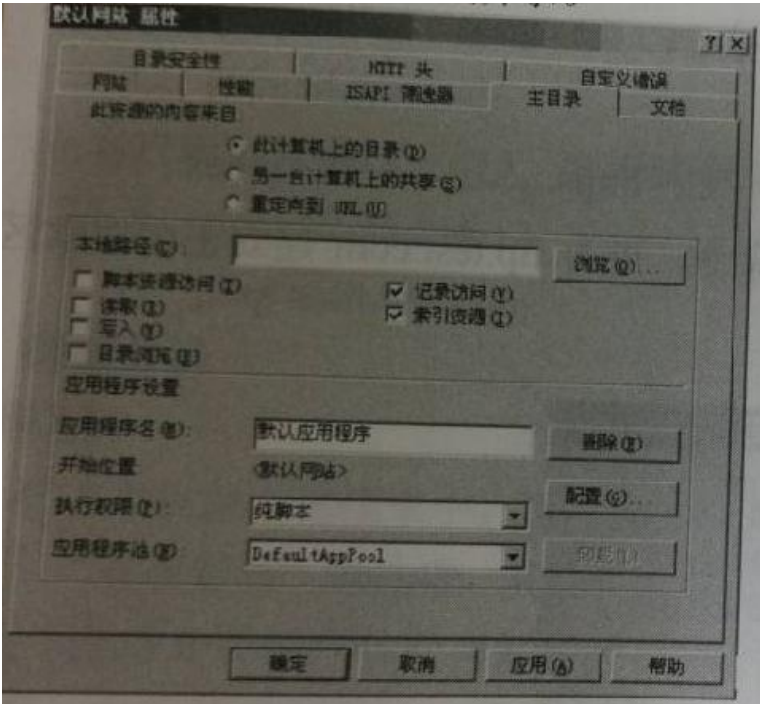 默认网站 属性
目录安全性 HTTP 头 自定义错误
网站 性能 ISAPI 筛选器 主目录 文档
此资源的内容来自
此计算机上的目录(D)
另一台计算机上的共享(S)
重定向到 URL(U)
本地路径(C): 浏览(O)...
脚本资源访问(T) 记录访问(V)
读取(R) 索引资源(I)
写入(W)
目录浏览(B)
应用程序设置
应用程序名(M): 默认应用程序 删除(E)
开始位置 <默认网站>
执行权限(P): 纯脚本 配置(G)...
应用程序池(N): DefaultAppPool 卸载(L)
确定 取消 应用(A) 帮助